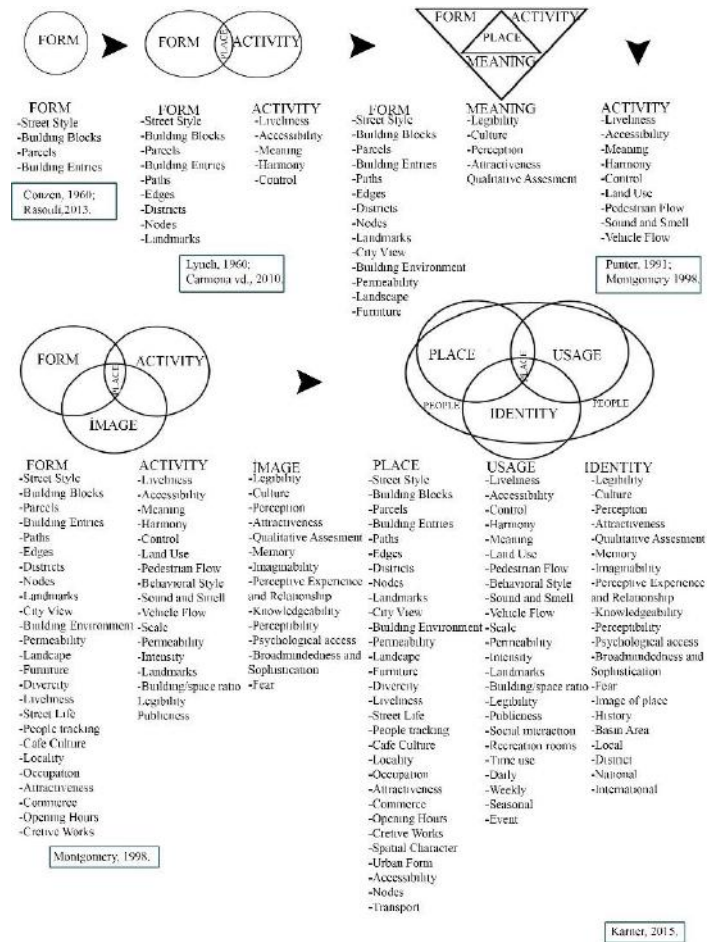 FORM
FORM
PLACE
ACTIVITY
FORM
ACTIVITY
PLACE
MEANING
FORM
-Street Style
-Building Blocks
-Parcels
-Building Entries
Conzen, 1960;
Rasouli,2013.
FORM
-Street Style
-Building Blocks
-Parcels
-Building Entries
-Paths
-Edges
-Districts
-Nodes
-Landmarks
ACTIVITY
-Liveliness
-Accessibility
-Meaning
-Harmony
-Control
Lynch, 1960;
Carmona vd., 2010.
FORM
-Street Style
-Building Blocks
-Parcels
-Building Entries
-Paths
-Edges
-Districts
-Nodes
-Landmarks
-City View
-Building Environment
-Permeability
-Landscape
-Furniture
MEANING
-Legibility
-Culture
-Perception
-Attractiveness
Qualitative Assesment
ACTIVITY
-Liveliness
-Accessibility
-Meaning
-Harmony
-Control
-Land Use
-Pedestrian Flow
-Sound and Smell
-Vehicle Flow
Punter, 1991;
Montgomery 1998.
FORM
ACTIVITY
PLACE
İMAGE
PLACE
USAGE
PLACE
PEOPLE
PEOPLE
IDENTITY
FORM
-Street Style
-Building Blocks
-Parcels
-Building Entries
-Paths
-Edges
-Districts
-Nodes
-Landmarks
-City View
-Building Environment
-Permeability
-Landcape
-Furniture
-Divercity
-Liveliness
-Street Life
-People tracking
-Cafe Culture
-Locality
-Occupation
-Attractiveness
-Commerce
-Opening Hours
-Cretive Works
ACTIVITY
-Liveliness
-Accessibility
-Meaning
-Harmony
-Control
-Land Use
-Pedestrian Flow
-Behavioral Style
-Sound and Smell
-Vehicle Flow
-Scale
-Permeability
-Intensity
-Landmarks
-Building/space ratio
Legibility
Publicness
İMAGE
-Legibility
-Culture
-Perception
-Attractiveness
-Qualitative Assesment
-Memory
-Imaginability
-Perceptive Experience
and Relationship
-Knowledgeability
-Perceptibility
-Psychological access
-Broadmindedness and
Sophistication
-Fear
Montgomery, 1998.
PLACE
-Street Style
-Building Blocks
-Parcels
-Building Entries
-Paths
-Edges
-Districts
-Nodes
-Landmarks
-City View
-Building Environment
-Permeability
-Landcape
-Furniture
-Divercity
-Liveliness
-Street Life
-People tracking
-Cafe Culture
-Locality
-Occupation
-Attractiveness
-Commerce
-Opening Hours
-Cretive Works
-Spatial Character
-Urban Form
-Accessibility
-Nodes
-Transport
USAGE
-Liveliness
-Accessibility
-Control
-Harmony
-Meaning
-Land Use
-Pedestrian Flow
-Behavioral Style
-Sound and Smell
-Vehicle Flow
-Scale
-Permeability
-Intensity
-Landmarks
-Building/space ratio
-Legibility
-Publicness
-Social interaction
-Recreation rooms
-Time use
-Daily
-Weekly
-Seasonal
-Event
IDENTITY
-Legibility
-Culture
-Perception
-Attractiveness
-Qualitative Assesment
-Memory
-Imaginability
-Perceptive Experience
and Relationship
-Knowledgeability
-Perceptibility
-Psychological access
-Broadmindedness and
Sophistication
-Fear
-Image of place
-History
-Basin Area
-Local
-District
-National
-International
Karner, 2015.